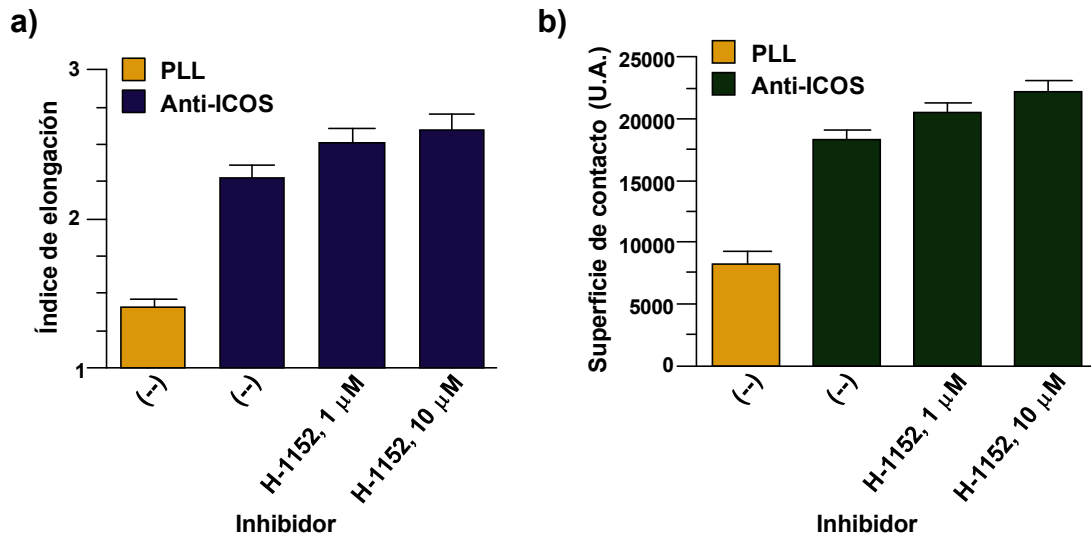 a)
PLL
Anti-ICOS
Índice de elongación
3
2
1
(--)
(--)
H-1152, 1 μM
H-1152, 10 μM
Inhibidor
b)
PLL
Anti-ICOS
Superficie de contacto (U.A.)
25000
20000
15000
10000
5000
0
(--)
(--)
H-1152, 1 μM
H-1152, 10 μM
Inhibidor